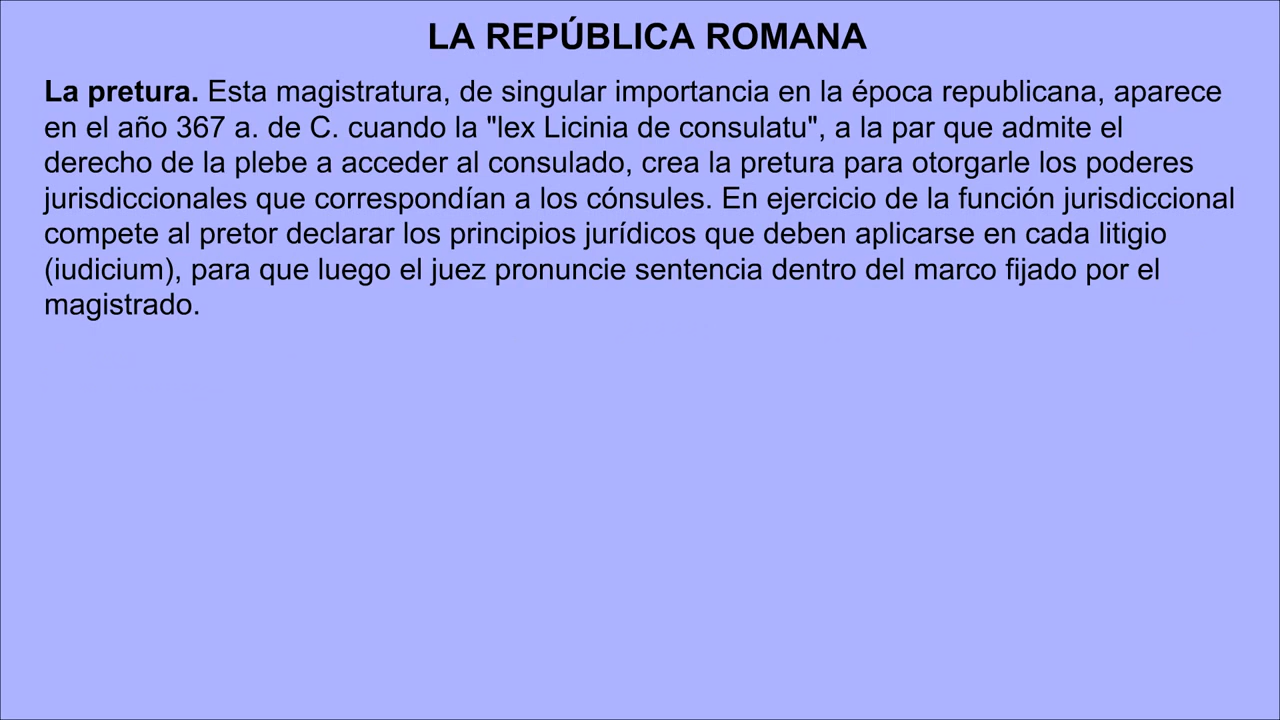 LA REPÚBLICA ROMANA
La pretura. Esta magistratura, de singular importancia en la época republicana, aparece
en el año 367 a. de C. cuando la "lex Licinia de consulatu", a la par que admite el
derecho de la plebe a acceder al consulado, crea la pretura para otorgarle los poderes
jurisdiccionales que correspondían a los cónsules. En ejercicio de la función jurisdiccional
compete al pretor declarar los principios jurídicos que deben aplicarse en cada litigio
(iudicium), para que luego el juez pronuncie sentencia dentro del marco fijado por el
magistrado.